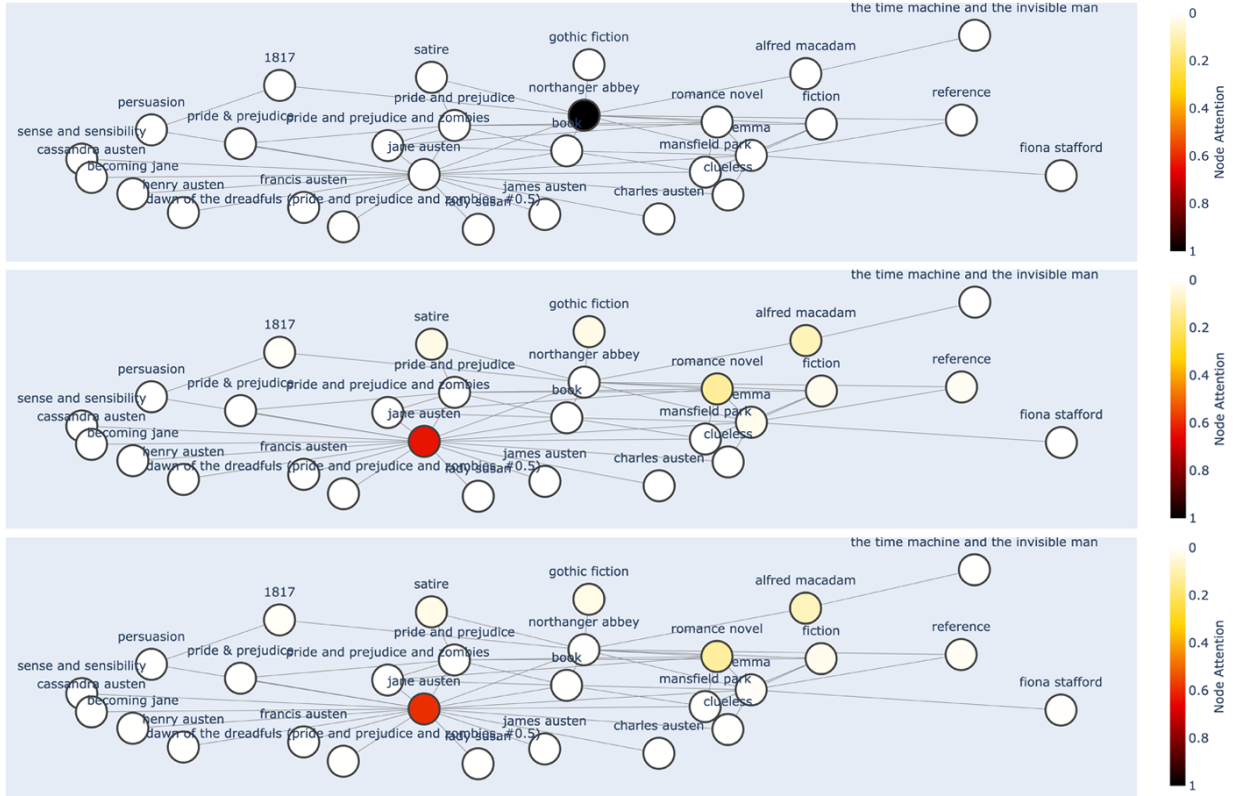 the time machine and the invisible man
gothic fiction
alfred macadam
satire
1817
northanger abbey
romance novel
fiction
reference
pride and prejudice
persuasion
pride & prejudice
pride and prejudice and zombies
book
emma
sense and sensibility
mansfield park
cassandra austen
jane austen
fiona stafford
becoming jane
clueless
henry austen
francis austen
james austen
charles austen
dawn of the dreadfuls (pride and prejudice and zombies, #0.5)
lady susan
0
0.2
0.4
0.6
0.8
1
Node Attention
the time machine and the invisible man
gothic fiction
alfred macadam
satire
1817
northanger abbey
romance novel
fiction
reference
pride and prejudice
persuasion
pride & prejudice
pride and prejudice and zombies
book
emma
sense and sensibility
mansfield park
cassandra austen
jane austen
fiona stafford
becoming jane
clueless
henry austen
francis austen
james austen
charles austen
dawn of the dreadfuls (pride and prejudice and zombies, #0.5)
lady susan
0
0.2
0.4
0.6
0.8
1
Node Attention
the time machine and the invisible man
gothic fiction
alfred macadam
satire
1817
northanger abbey
romance novel
fiction
reference
pride and prejudice
persuasion
pride & prejudice
pride and prejudice and zombies
book
emma
sense and sensibility
mansfield park
cassandra austen
jane austen
fiona stafford
becoming jane
clueless
henry austen
francis austen
james austen
charles austen
dawn of the dreadfuls (pride and prejudice and zombies, #0.5)
lady susan
0
0.2
0.4
0.6
0.8
1
Node Attention